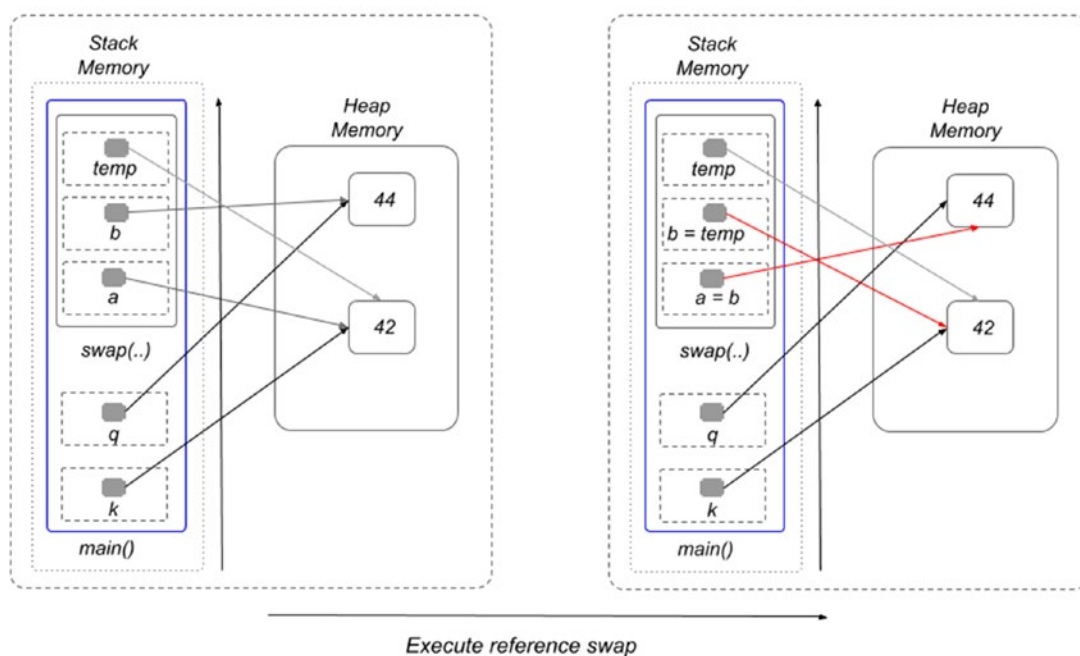 Stack
Memory
Heap
Memory
temp
b
a
swap(..)
q
k
main()
44
42
Stack
Memory
Heap
Memory
temp
b = temp
a = b
swap(..)
q
k
main()
44
42
Execute reference swap